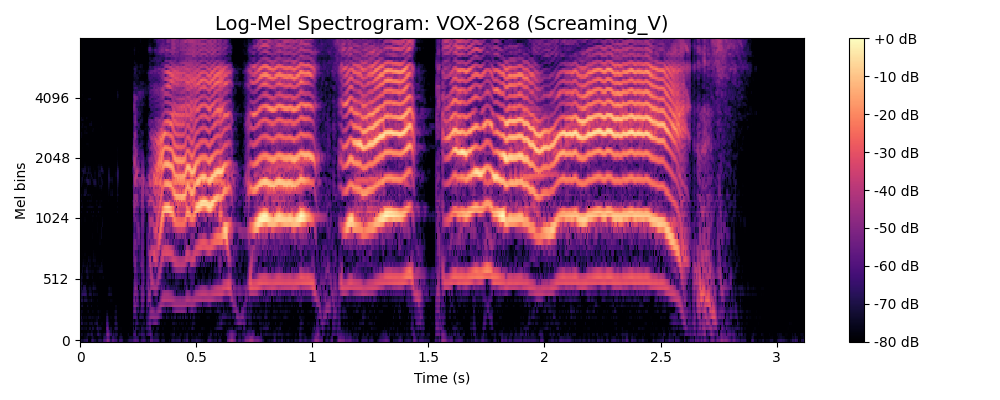 Log-Mel Spectrogram: VOX-268 (Screaming_V)
Mel bins
4096
2048
1024
512
0
0
0.5
1
1.5
2
2.5
3
Time (s)
+0 dB
-10 dB
-20 dB
-30 dB
-40 dB
-50 dB
-60 dB
-70 dB
-80 dB